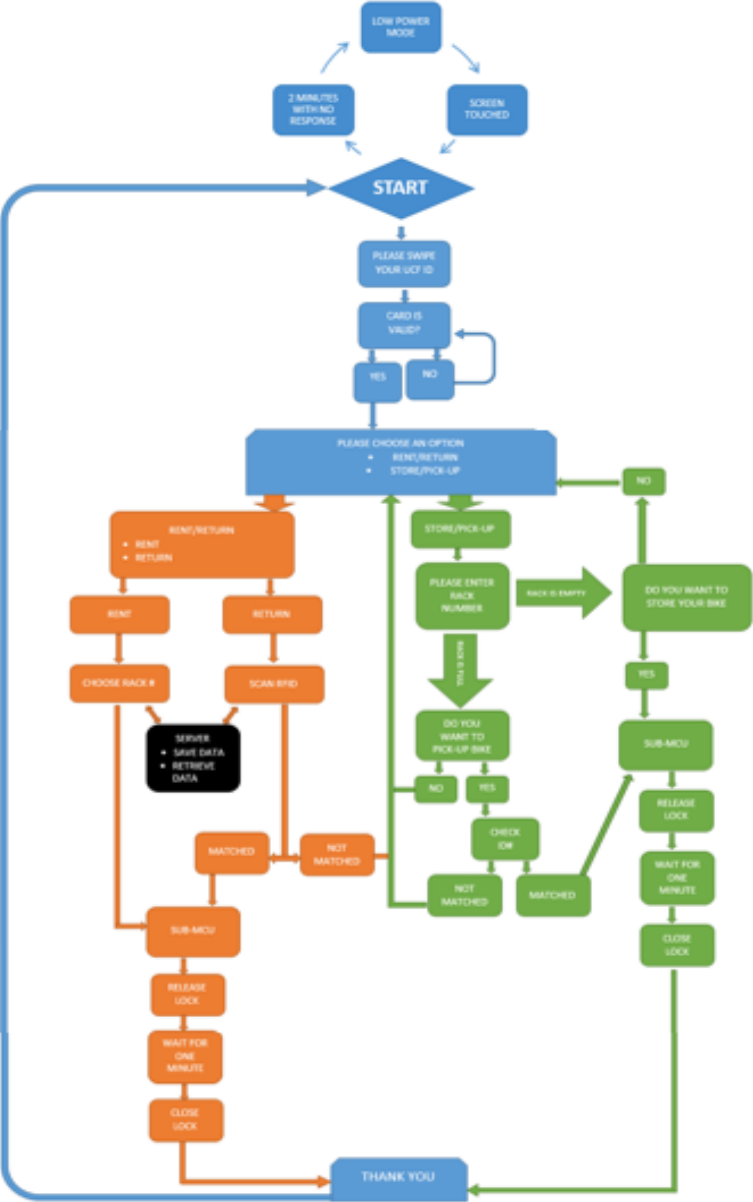 LOW POWER
MODE
2 MINUTES
WITH NO
RESPONSE
SCREEN
TOUCHED
START
PLEASE SWIPE
YOUR UCF ID
CARD IS
VALID?
YES
NO
PLEASE CHOOSE AN OPTION
• RENT/RETURN
• STORE/PICK-UP
NO
RENT/RETURN
• RENT
• RETURN
STORE/PICK-UP
PLEASE ENTER
RACK
NUMBER
RACK IS EMPTY
DO YOU WANT TO
STORE YOUR BIKE
RENT
RETURN
RACK IS FULL
YES
CHOOSE RACK #
SCAN RFID
DO YOU
WANT TO
PICK-UP BIKE
SUB-MCU
SERVER
• SAVE DATA
• RETRIEVE
DATA
NO
YES
RELEASE
LOCK
CHECK
ID#
MATCHED
NOT
MATCHED
WAIT FOR
ONE
MINUTE
NOT
MATCHED
MATCHED
SUB-MCU
CLOSE
LOCK
RELEASE
LOCK
WAIT FOR
ONE
MINUTE
CLOSE
LOCK
THANK YOU